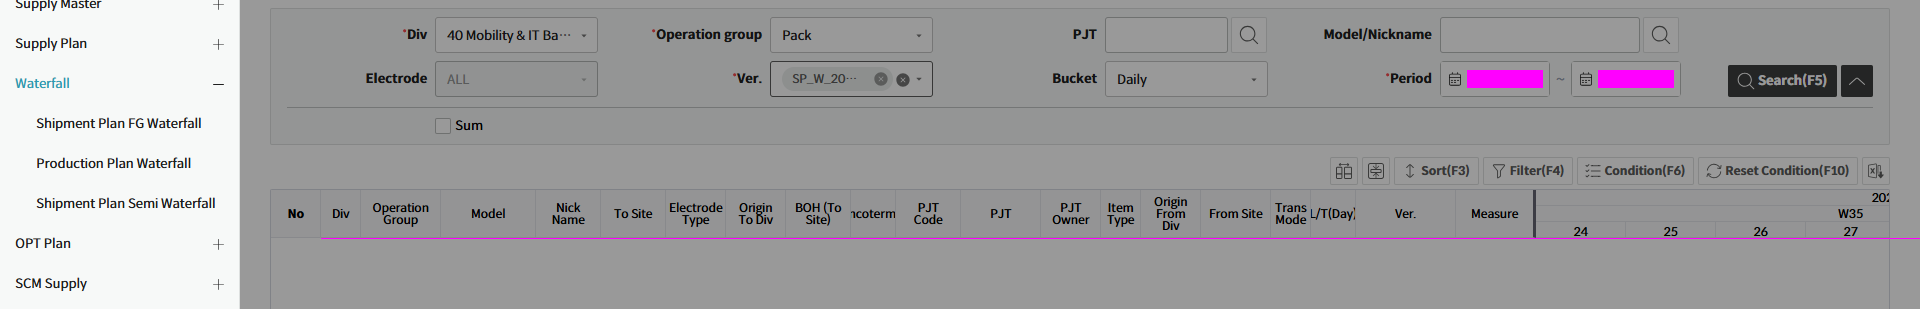 Supply Master
Supply Plan
Waterfall
Shipment Plan FG Waterfall
Production Plan Waterfall
Shipment Plan Semi Waterfall
OPT Plan
SCM Supply
*Div 40 Mobility & IT Ba··· *Operation group Pack PJT Model/Nickname
Electrode ALL *Ver. SP_W_20··· Bucket Daily *Period ~ Search(F5)
Sum
Sort(F3) Filter(F4) Condition(F6) Reset Condition(F10)
No Div Operation Group Model Nick Name To Site Electrode Type Origin To Div BOH (To Site) ncoterm PJT Code PJT PJT Owner Item Type Origin From Div From Site Trans Mode L/T(Day) Ver. Measure
202
W35
24 25 26 27